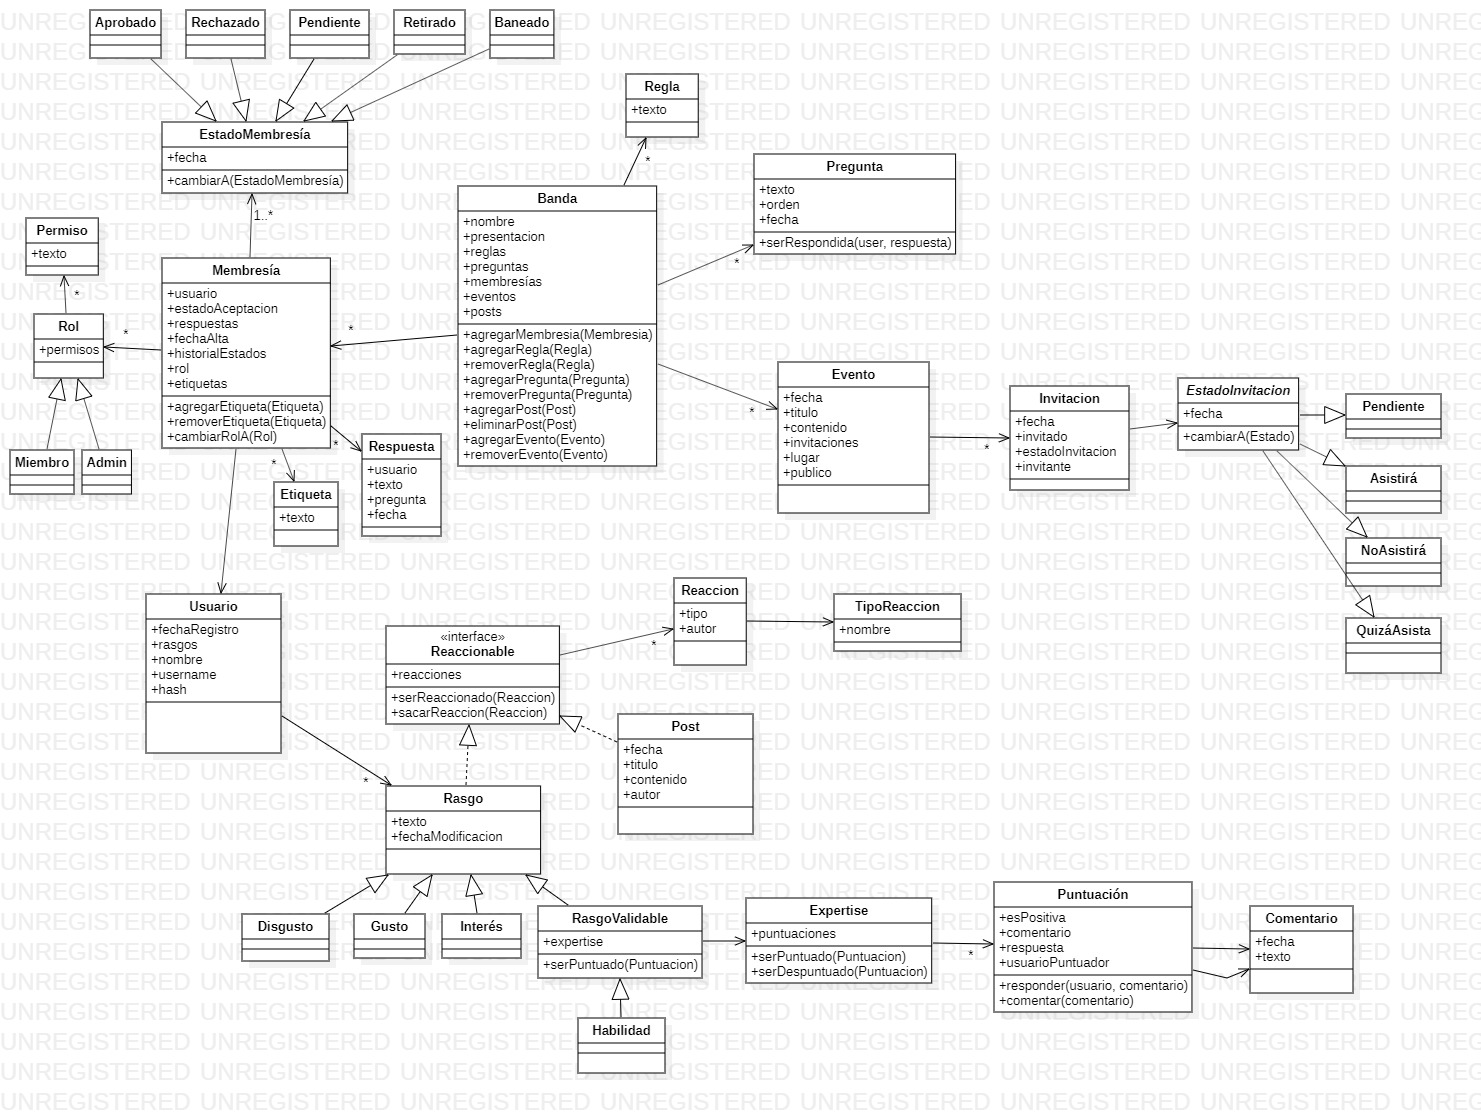 Aprobado
Rechazado
Pendiente
Retirado
Baneado
EstadoMembresía
+fecha
+cambiarA(EstadoMembresía)
1..*
Regla
+texto
*
Pregunta
+texto
+orden
+fecha
+serRespondida(user, respuesta)
*
Banda
+nombre
+presentacion
+reglas
+preguntas
+membresías
+eventos
+posts
+agregarMembresia(Membresia)
+agregarRegla(Regla)
+removerRegla(Regla)
+agregarPregunta(Pregunta)
+removerPregunta(Pregunta)
+agregarPost(Post)
+eliminarPost(Post)
+agregarEvento(Evento)
+removerEvento(Evento)
*
*
Permiso
+texto
*
Rol
+permisos
*
Membresía
+usuario
+estadoAceptacion
+respuestas
+fechaAlta
+historialEstados
+rol
+etiquetas
+agregarEtiqueta(Etiqueta)
+removerEtiqueta(Etiqueta)
+cambiarRolA(Rol)
*
*
Miembro
Admin
Etiqueta
+texto
Respuesta
+usuario
+texto
+pregunta
+fecha
Evento
+fecha
+titulo
+contenido
+invitaciones
+lugar
+publico
*
Invitacion
+fecha
+invitado
+estadoInvitacion
+invitante
EstadoInvitacion
+fecha
+cambiarA(Estado)
Pendiente
Asistirá
NoAsistirá
QuizáAsista
Usuario
+fechaRegistro
+rasgos
+nombre
+username
+hash
*
«interface»
Reaccionable
+reacciones
+serReaccionado(Reaccion)
+sacarReaccion(Reaccion)
*
Reaccion
+tipo
+autor
TipoReaccion
+nombre
Post
+fecha
+titulo
+contenido
+autor
Rasgo
+texto
+fechaModificacion
Disgusto
Gusto
Interés
RasgoValidable
+expertise
+serPuntuado(Puntuacion)
Habilidad
Expertise
+puntuaciones
+serPuntuado(Puntuacion)
+serDespuntuado(Puntuacion)
*
Puntuación
+esPositiva
+comentario
+respuesta
+usuarioPuntuador
+responder(usuario, comentario)
+comentar(comentario)
Comentario
+fecha
+texto
UNREGISTERED